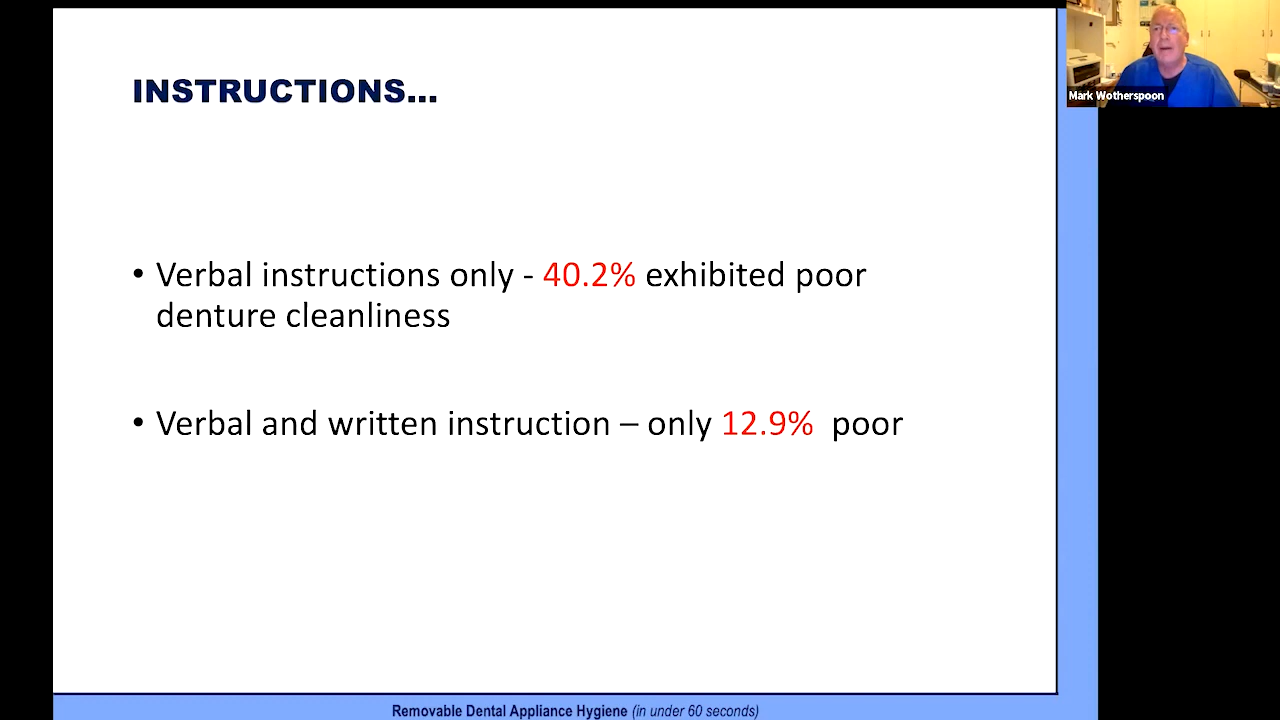 INSTRUCTIONS...
• Verbal instructions only - 40.2% exhibited poor
denture cleanliness
• Verbal and written instruction – only 12.9% poor
Removable Dental Appliance Hygiene (in under 60 seconds)
Mark Wotherspoon